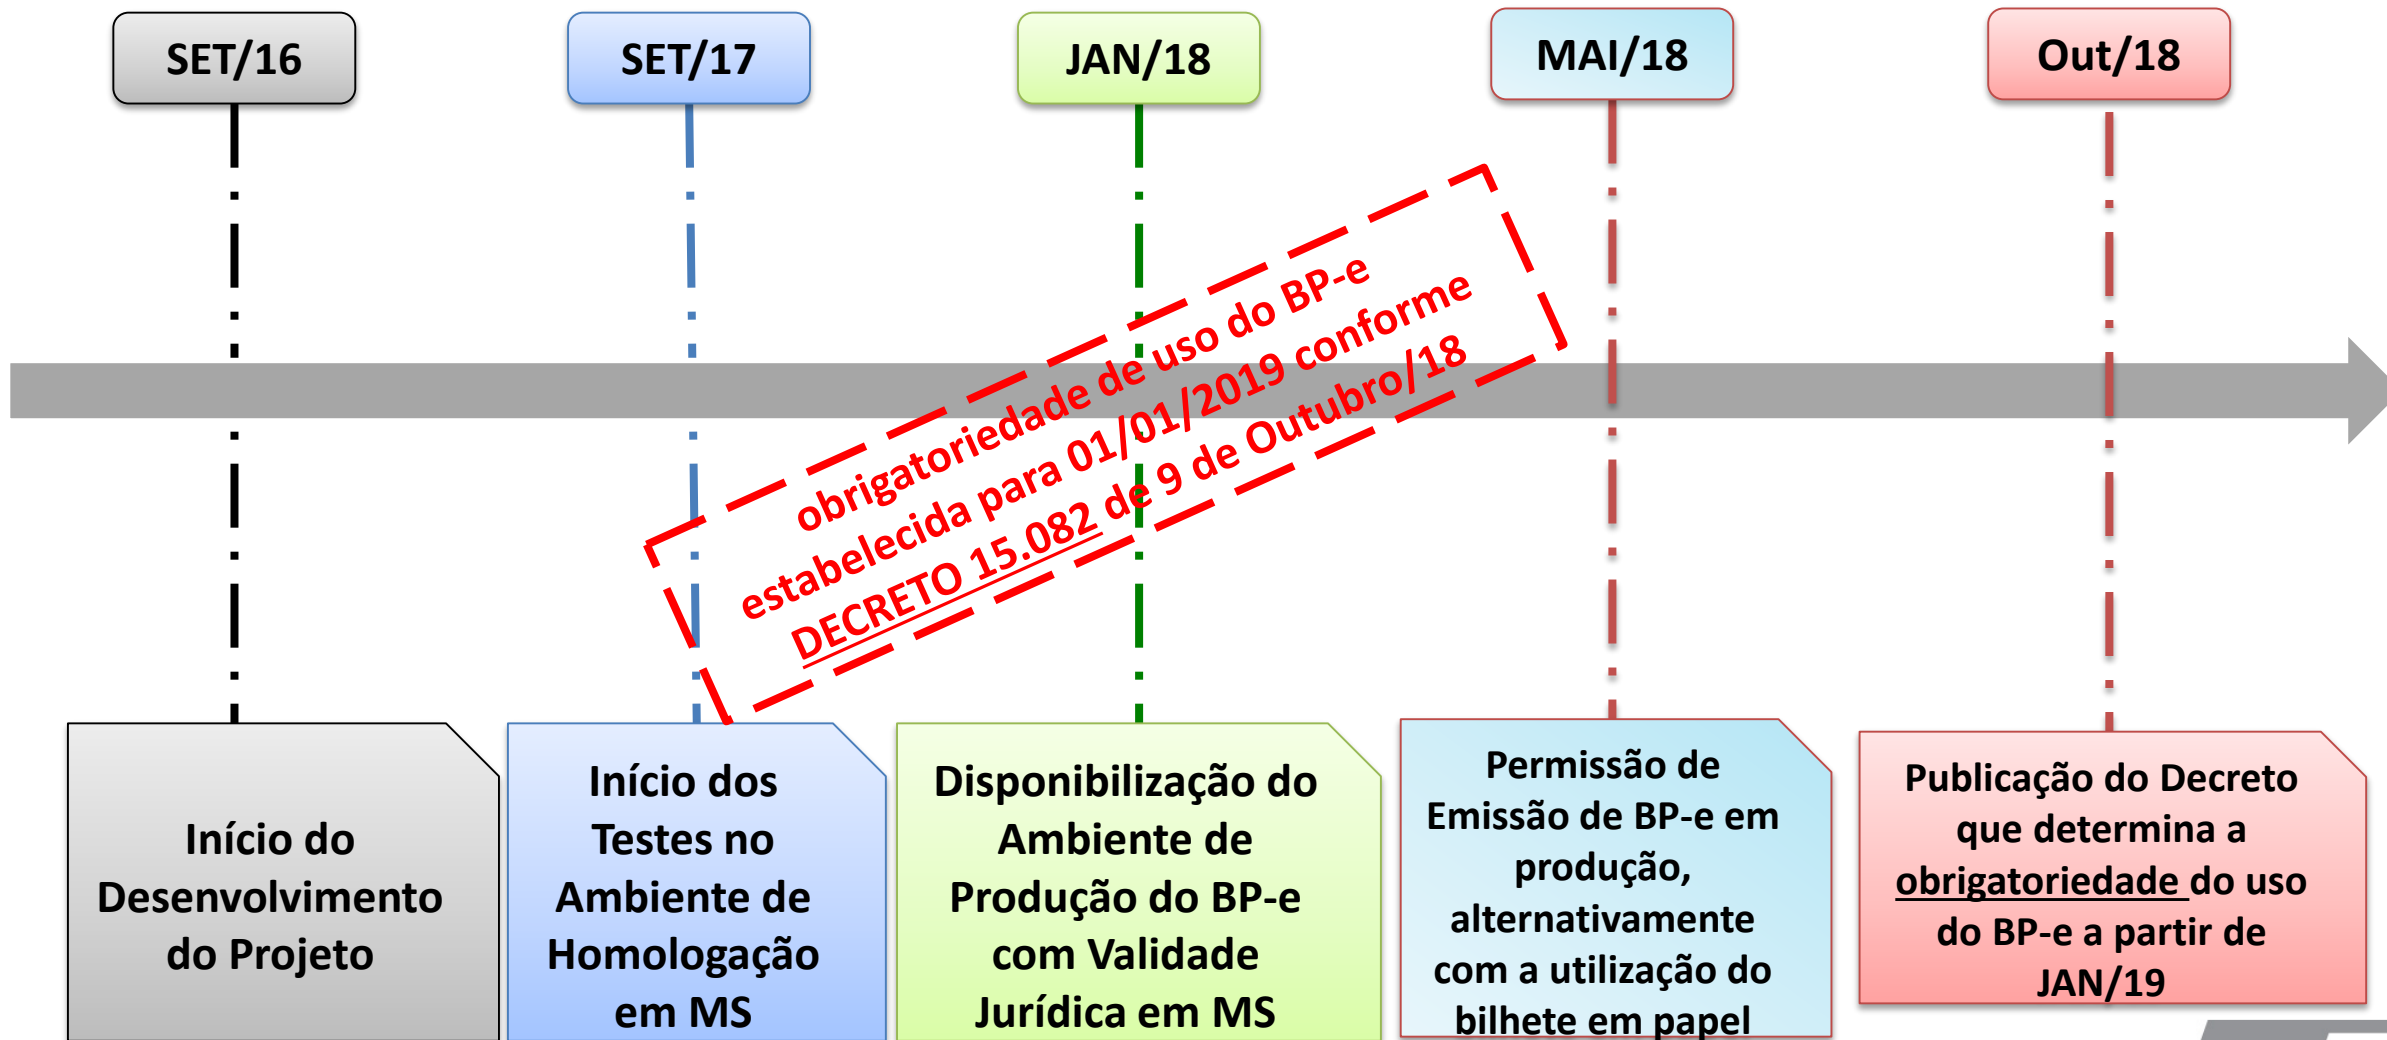 SET/16
SET/17
JAN/18
MAI/18
Out/18
obrigatoriedade de uso do BP-e
estabelecida para 01/01/2019 conforme
DECRETO 15.082 de 9 de Outubro/18
Início do
Desenvolvimento
do Projeto
Início dos
Testes no
Ambiente de
Homologação
em MS
Disponibilização do
Ambiente de
Produção do BP-e
com Validade
Jurídica em MS
Permissão de
Emissão de BP-e em
produção,
alternativamente
com a utilização do
bilhete em papel
Publicação do Decreto
que determina a
obrigatoriedade do uso
do BP-e a partir de
JAN/19